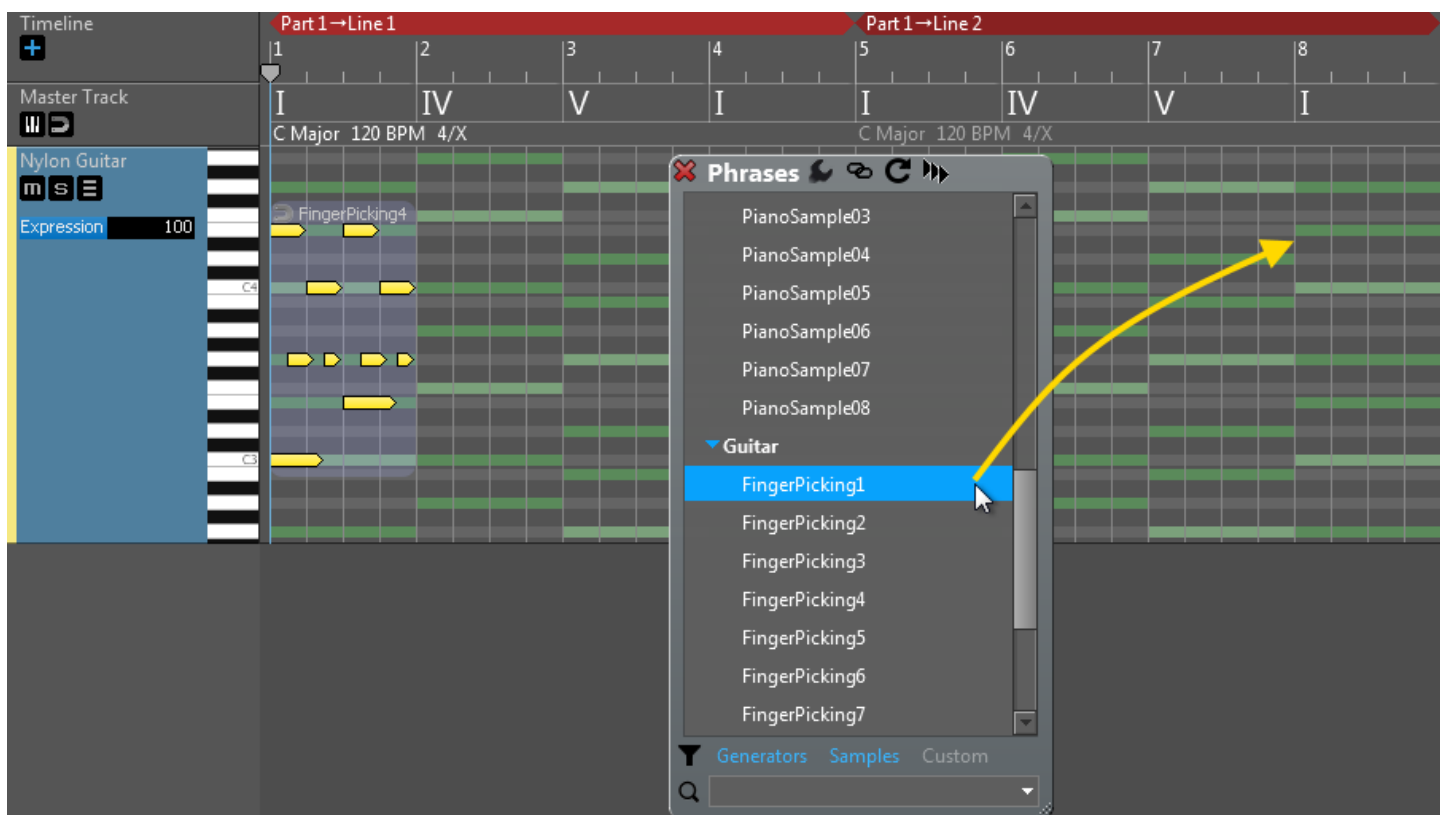 Timeline
Part 1→Line 1
Part 1→Line 2
1 2 3 4 5 6 7 8
Master Track
I IV V I I IV V I
C Major 120 BPM 4/X
C Major 120 BPM 4/X
Nylon Guitar
m s
Expression 100
FingerPicking4
C4
C3
Phrases
PianoSample03
PianoSample04
PianoSample05
PianoSample06
PianoSample07
PianoSample08
Guitar
FingerPicking1
FingerPicking2
FingerPicking3
FingerPicking4
FingerPicking5
FingerPicking6
FingerPicking7
Generators Samples Custom